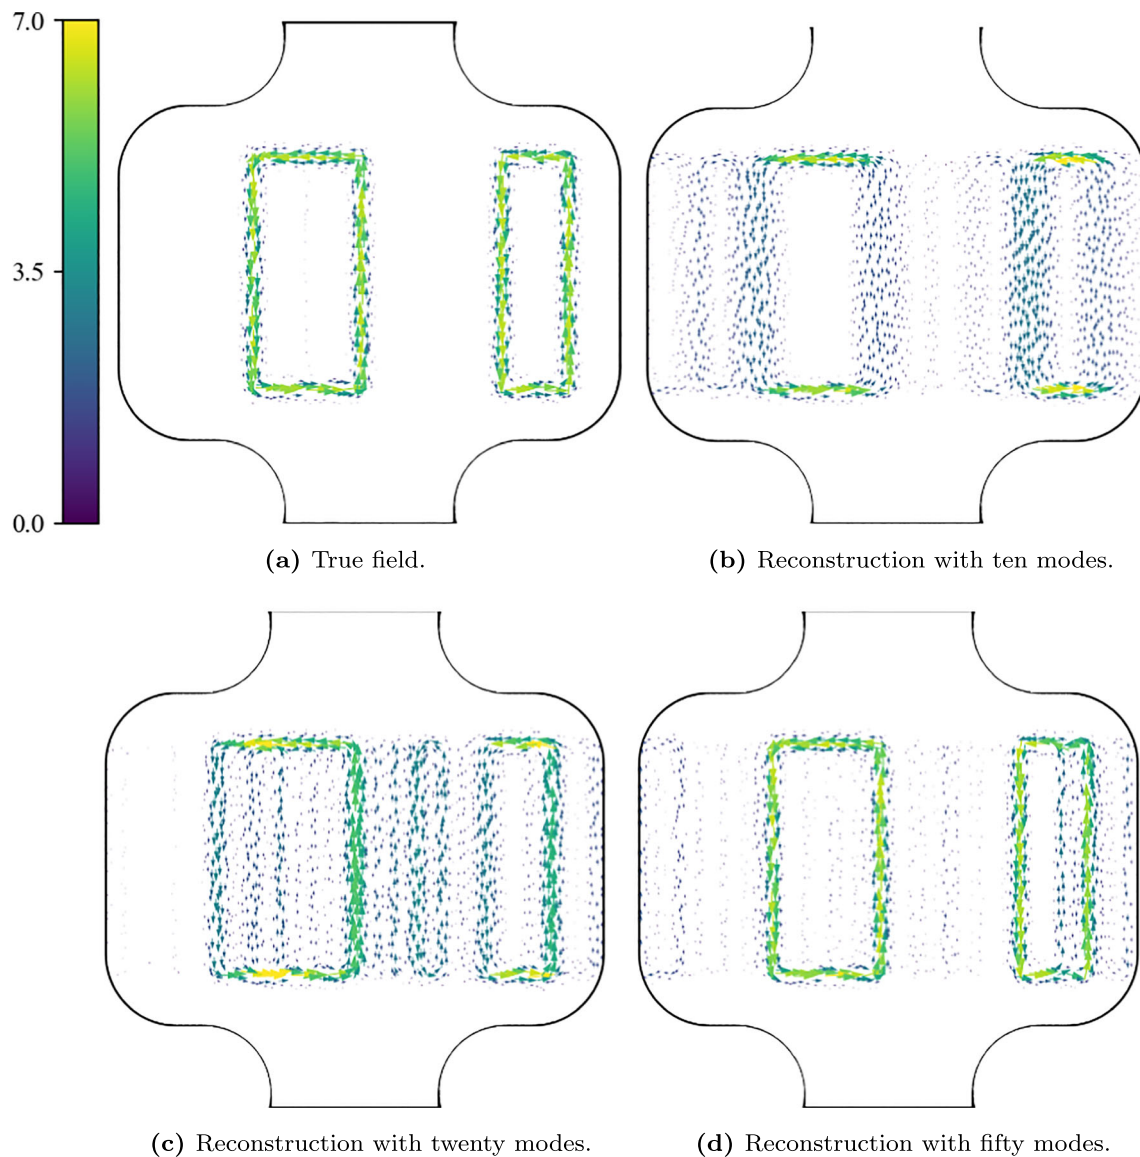 7.0
3.5
0.0
(a) True field.
(b) Reconstruction with ten modes.
(c) Reconstruction with twenty modes.
(d) Reconstruction with fifty modes.